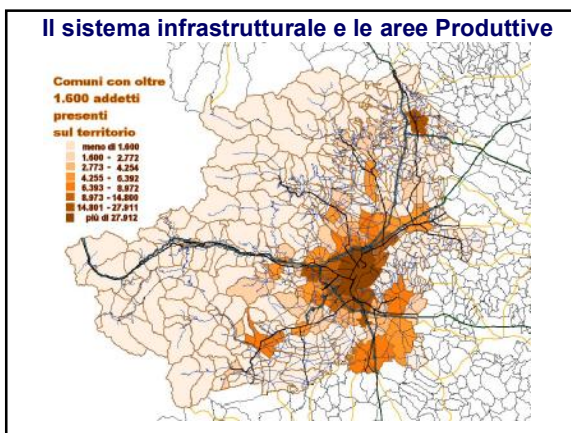 Il sistema infrastrutturale e le aree Produttive
Comuni con oltre
1.600 addetti
presenti
sul territorio
meno di 1.600
1.600 - 2.772
2.773 - 4.254
4.255 - 6.392
6.393 - 8.972
8.973 - 14.800
14.801 - 27.911
più di 27.912